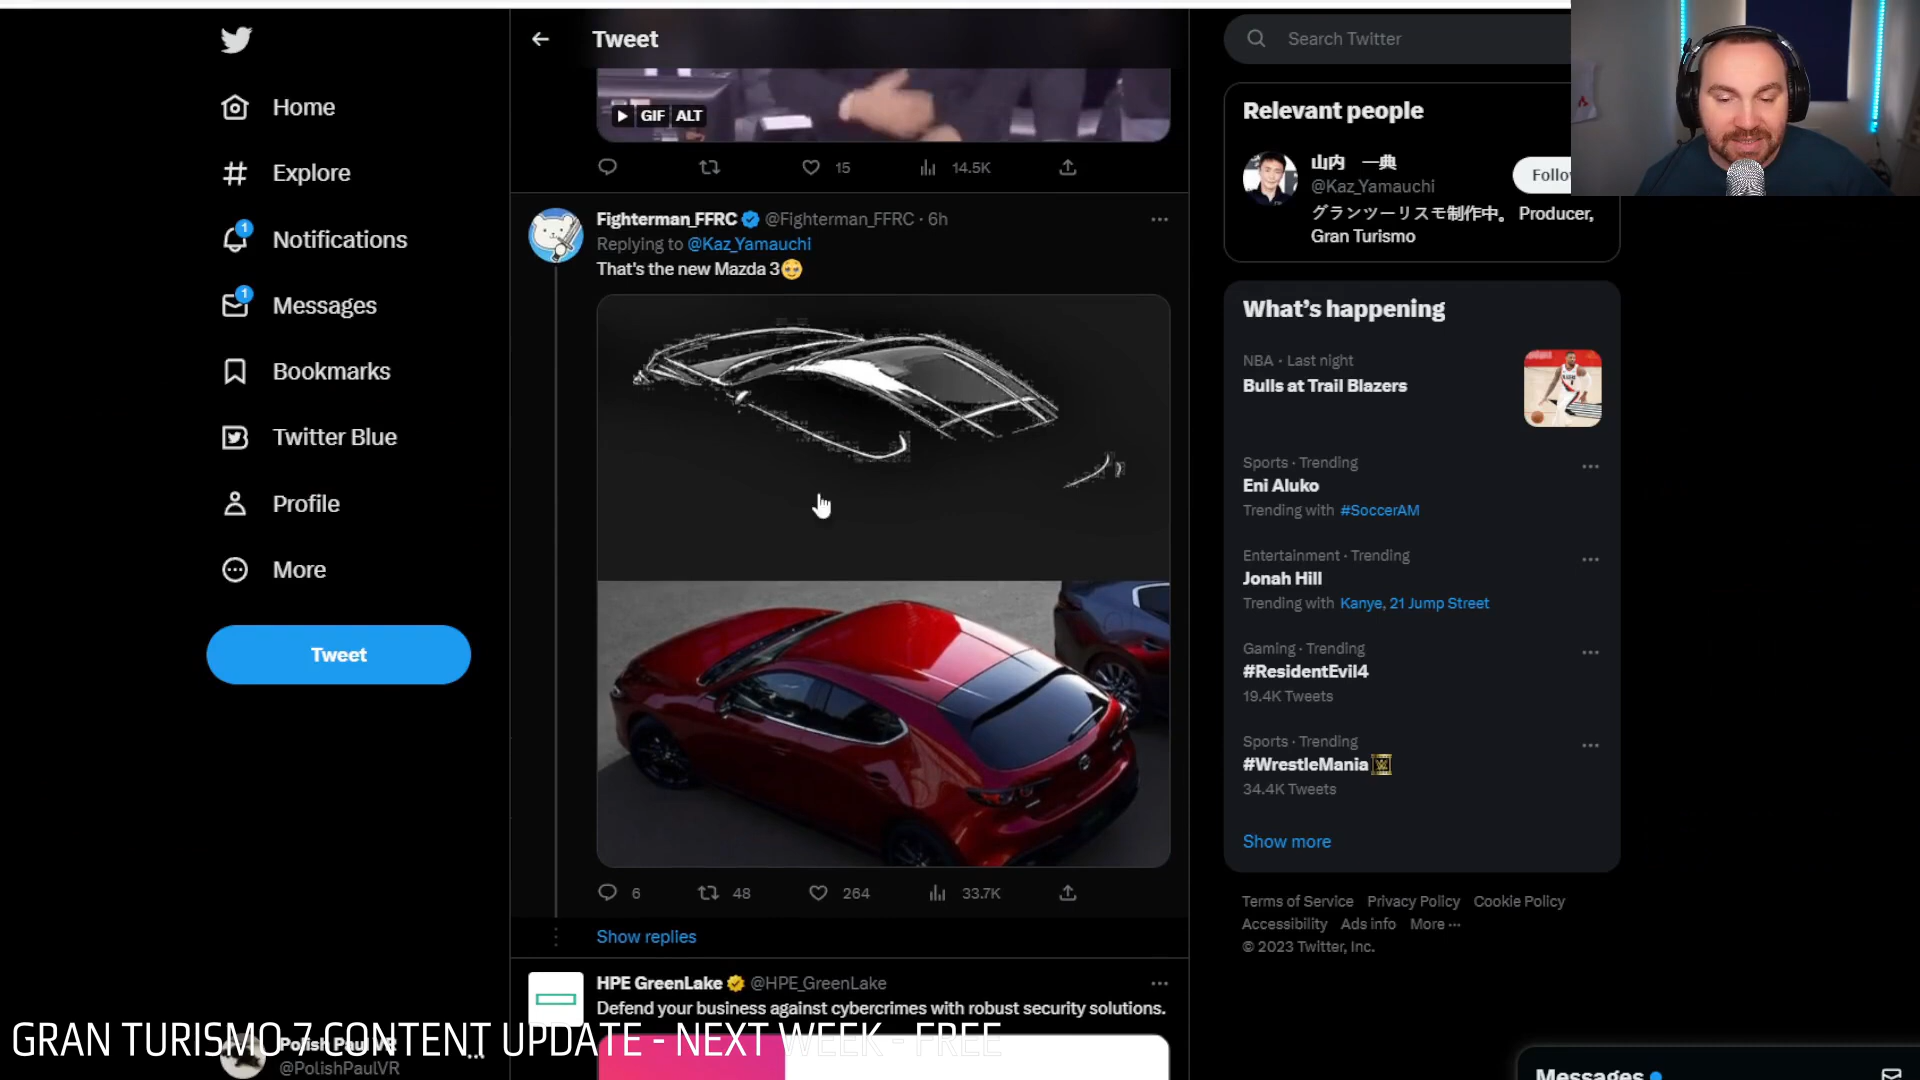 Home
Explore
1
Notifications
1
Messages
Bookmarks
Twitter Blue
Profile
More
Tweet
Polish Paul VR
@PolishPaulVR
Tweet
GIF ALT
15
14.5K
Fighterman_FFRC @Fighterman_FFRC · 6h
Replying to @Kaz_Yamauchi
That's the new Mazda 3🥹
6
48
264
33.7K
Show replies
HPE GreenLake @HPE_GreenLake
Defend your business against cybercrimes with robust security solutions.
Search Twitter
Relevant people
山内 一典
@Kaz_Yamauchi
Follo
グランツーリスモ制作中。 Producer,
Gran Turismo
What's happening
NBA · Last night
Bulls at Trail Blazers
Sports · Trending
Eni Aluko
Trending with #SoccerAM
Entertainment · Trending
Jonah Hill
Trending with Kanye, 21 Jump Street
Gaming · Trending
#ResidentEvil4
19.4K Tweets
Sports · Trending
#WrestleMania
34.4K Tweets
Show more
Terms of Service Privacy Policy Cookie Policy
Accessibility Ads info More ···
© 2023 Twitter, Inc.
Messages
GRAN TURISMO 7 CONTENT UPDATE - NEXT WEEK - FREE